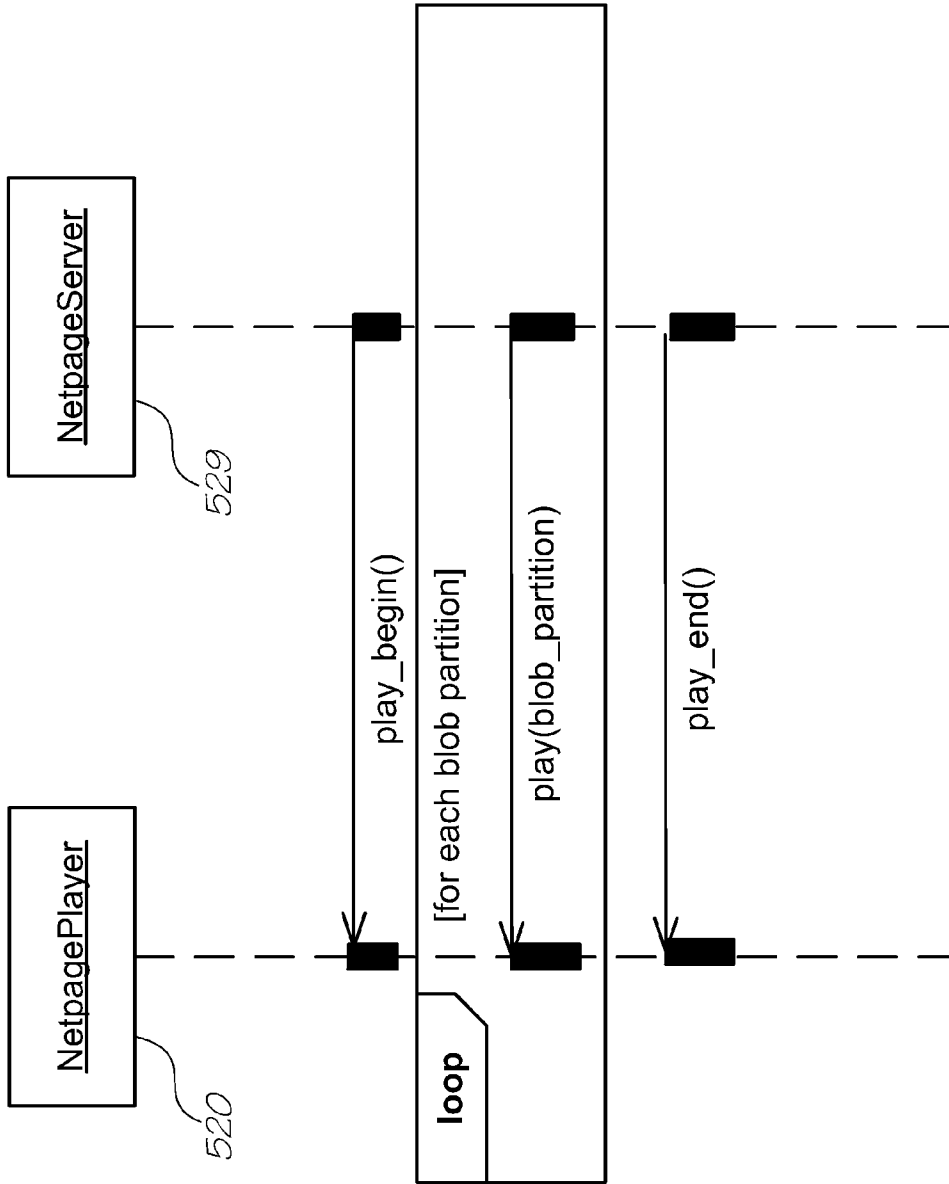 NetpagePlayer
NetpageServer
520
529
play_begin()
loop
[for each blob partition]
play(blob_partition)
play_end()